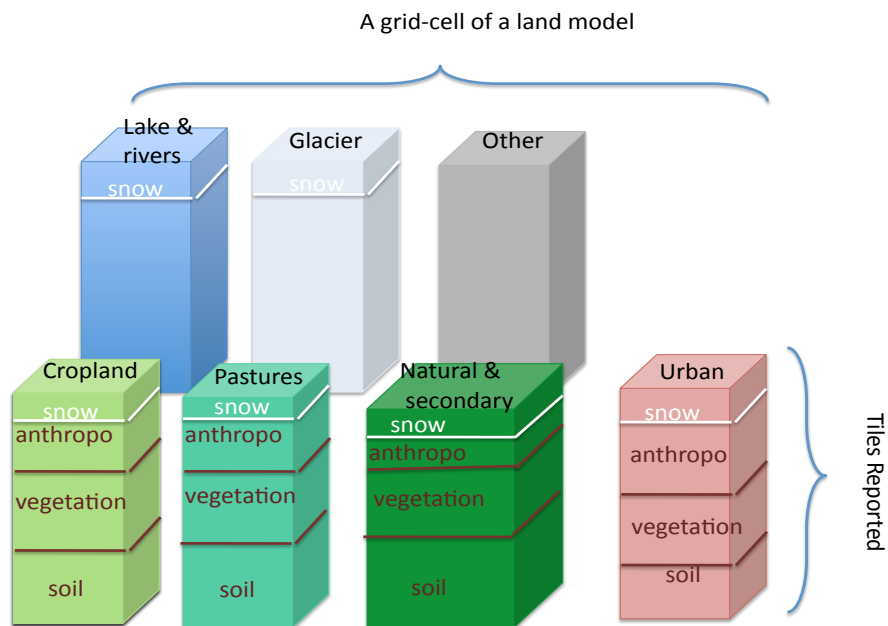 A grid-cell of a land model
Lake &
rivers
snow
Glacier
snow
Other
Cropland
snow
anthropo
vegetation
soil
Pastures
snow
anthropo
vegetation
soil
Natural &
secondary
snow
anthropo
vegetation
soil
Urban
snow
anthropo
vegetation
soil
Tiles Reported